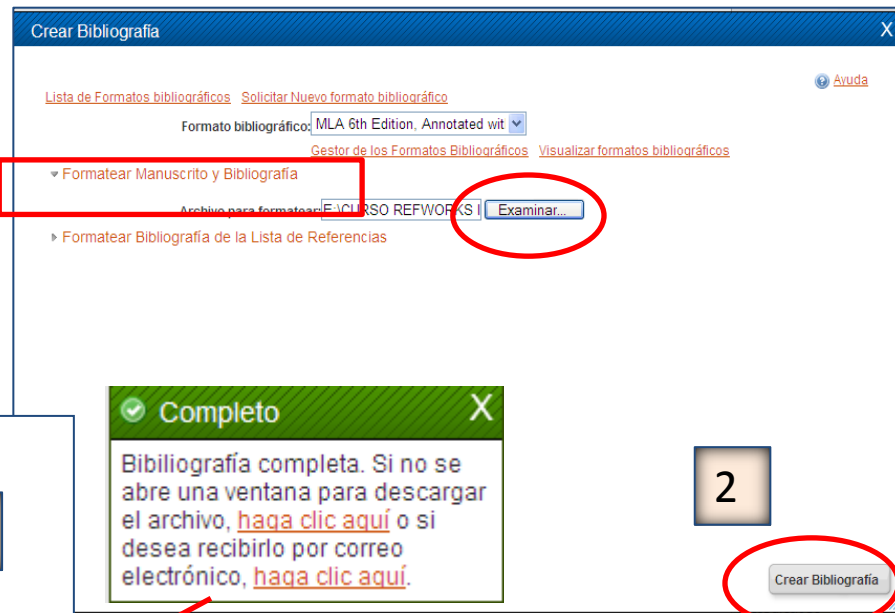 Crear Bibliografía X
Ayuda
Lista de Formatos bibliográficos Solicitar Nuevo formato bibliográfico
Formato bibliográfico: MLA 6th Edition, Annotated wit
Gestor de los Formatos Bibliográficos Visualizar formatos bibliográficos
Formatear Manuscrito y Bibliografía
Archivo para formatear: E:\CURSO REFWORKS I Examinar...
Formatear Bibliografía de la Lista de Referencias
Completo X
Bibiliografía completa. Si no se
abre una ventana para descargar
el archivo, haga clic aquí o si
desea recibirlo por correo
electrónico, haga clic aquí.
2
Crear Bibliografía